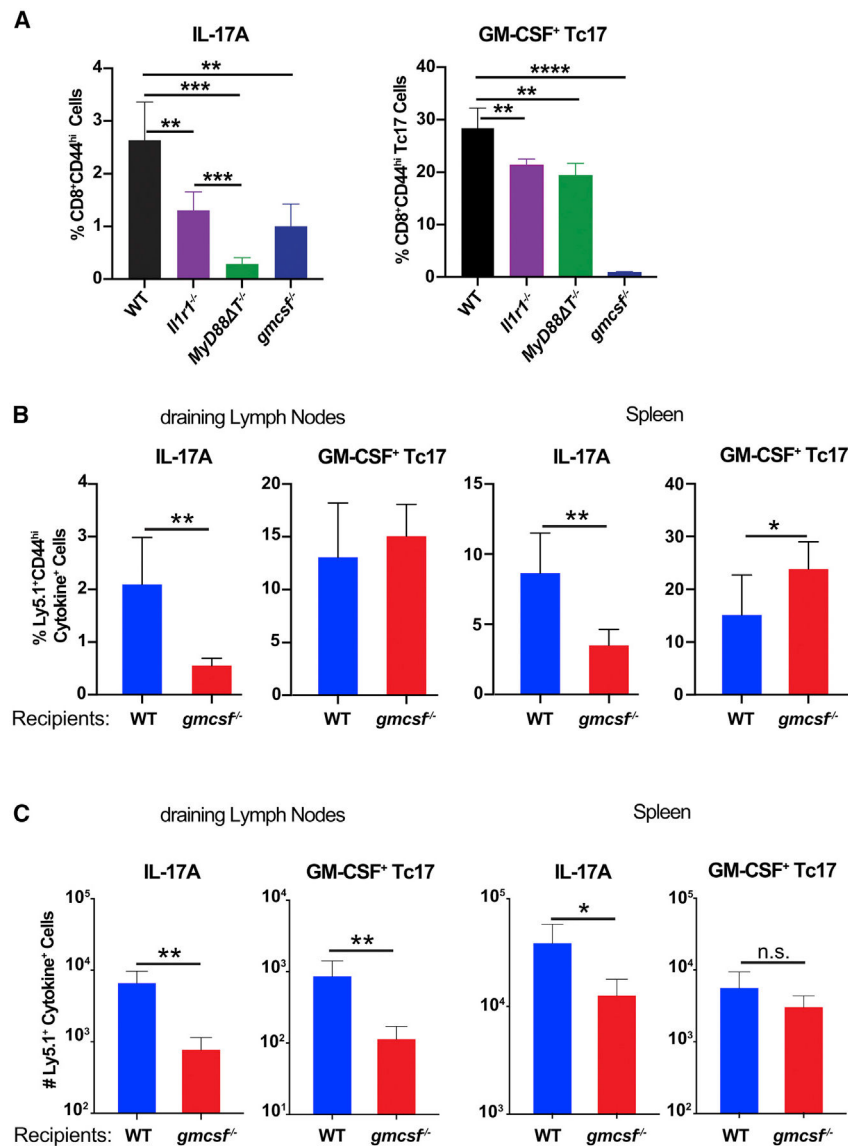 A
IL-17A
GM-CSF⁺ Tc17
% CD8⁺CD44ʰⁱ Cells
4
3
2
1
0
**
***
**
***
WT
Il1r1⁻/⁻
MyD88ΔT⁻/⁻
gmcsf⁻/⁻
% CD8⁺CD44ʰⁱ Tc17 Cells
40
30
20
10
0
****
**
**
WT
Il1r1⁻/⁻
MyD88ΔT⁻/⁻
gmcsf⁻/⁻
B
draining Lymph Nodes
Spleen
IL-17A
GM-CSF⁺ Tc17
IL-17A
GM-CSF⁺ Tc17
% Ly5.1⁺CD44ʰⁱ
Cytokine⁺ Cells
4
3
2
1
0
**
20
15
10
5
0
15
10
5
0
**
40
30
20
10
0
*
Recipients: WT gmcsf⁻/⁻ WT gmcsf⁻/⁻ WT gmcsf⁻/⁻ WT gmcsf⁻/⁻
C
draining Lymph Nodes
Spleen
IL-17A
GM-CSF⁺ Tc17
IL-17A
GM-CSF⁺ Tc17
# Ly5.1⁺ Cytokine⁺ Cells
10⁵
10⁴
10³
10²
**
10⁴
10³
10²
10¹
**
10⁵
10⁴
10³
*
10⁵
10⁴
10³
10²
n.s.
Recipients: WT gmcsf⁻/⁻ WT gmcsf⁻/⁻ WT gmcsf⁻/⁻ WT gmcsf⁻/⁻